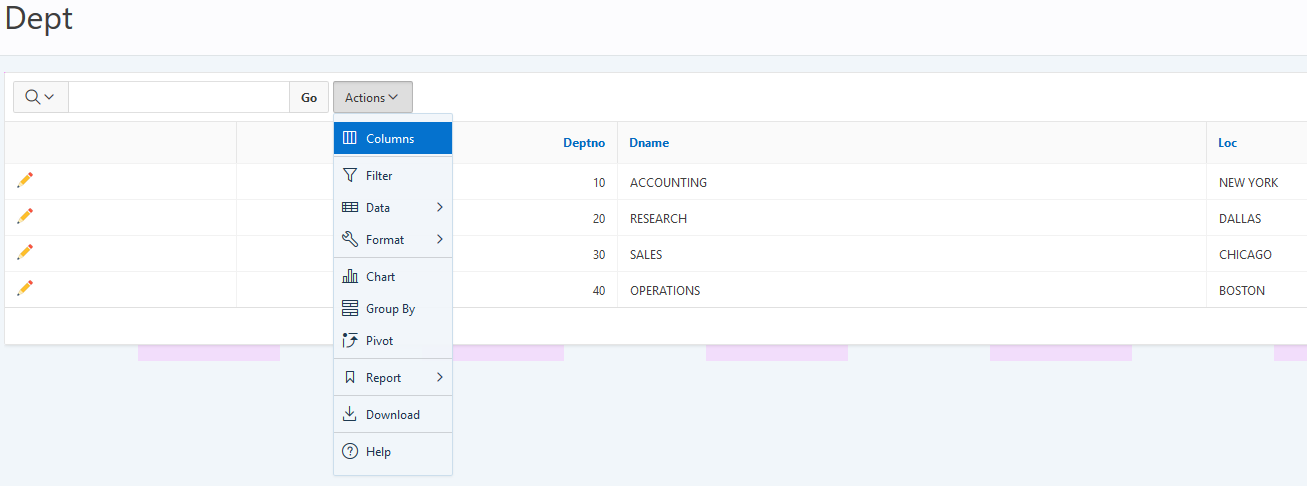 Dept
Go Actions
Columns
Deptno Dname Loc
Filter
10 ACCOUNTING NEW YORK
Data
20 RESEARCH DALLAS
Format
30 SALES CHICAGO
Chart
40 OPERATIONS BOSTON
Group By
Pivot
Report
Download
Help